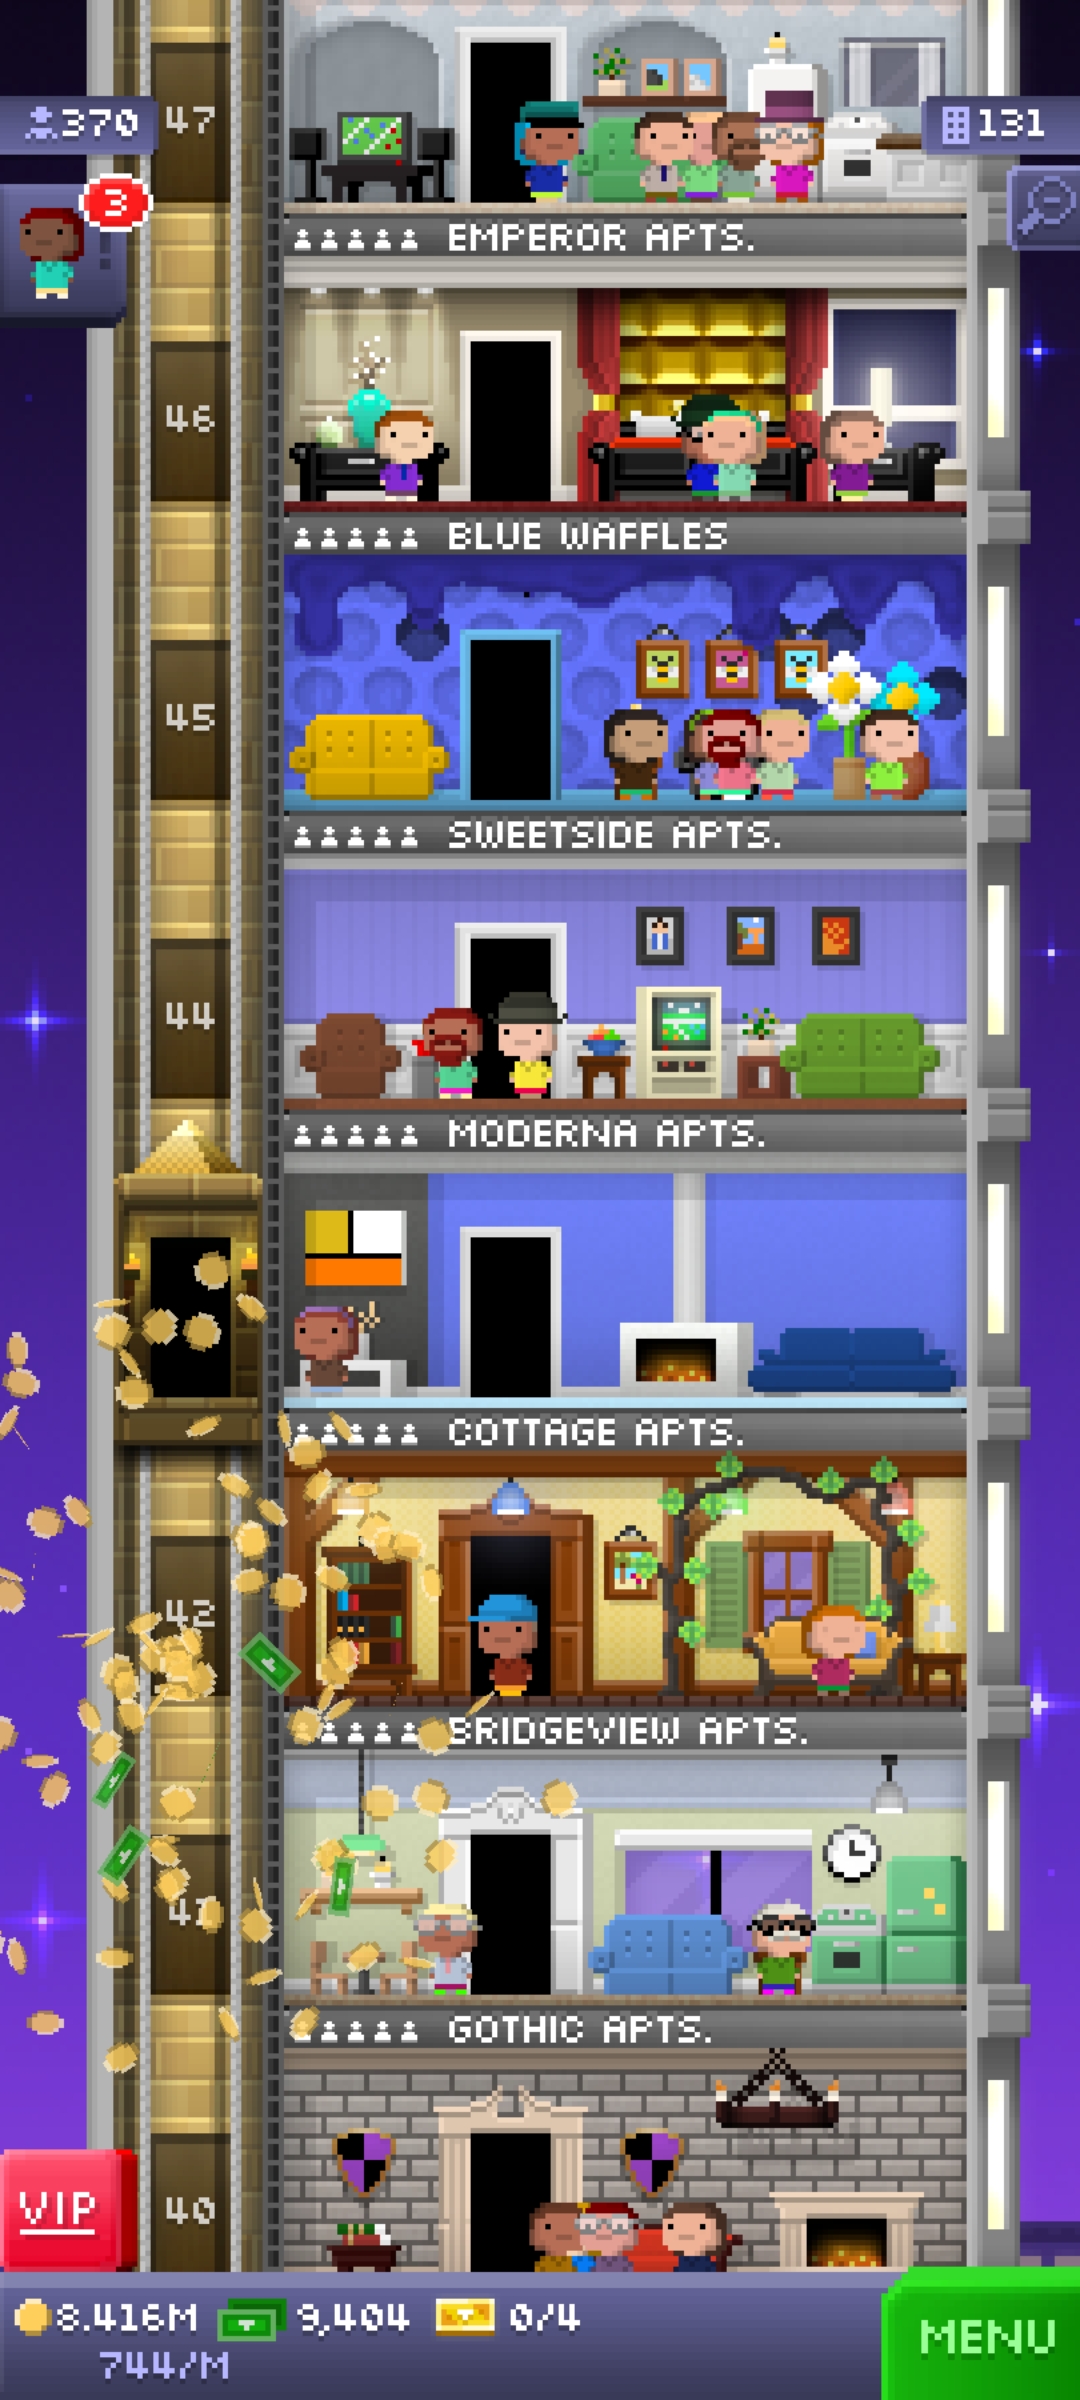 47
370
131
3
EMPEROR APTS.
46
BLUE WAFFLES
45
SWEETSIDE APTS.
44
MODERNA APTS.
COTTAGE APTS.
42
BRIDGEVIEW APTS.
41
GOTHIC APTS.
VIP
40
8.416M 9,404 0/4
744/M
MENU